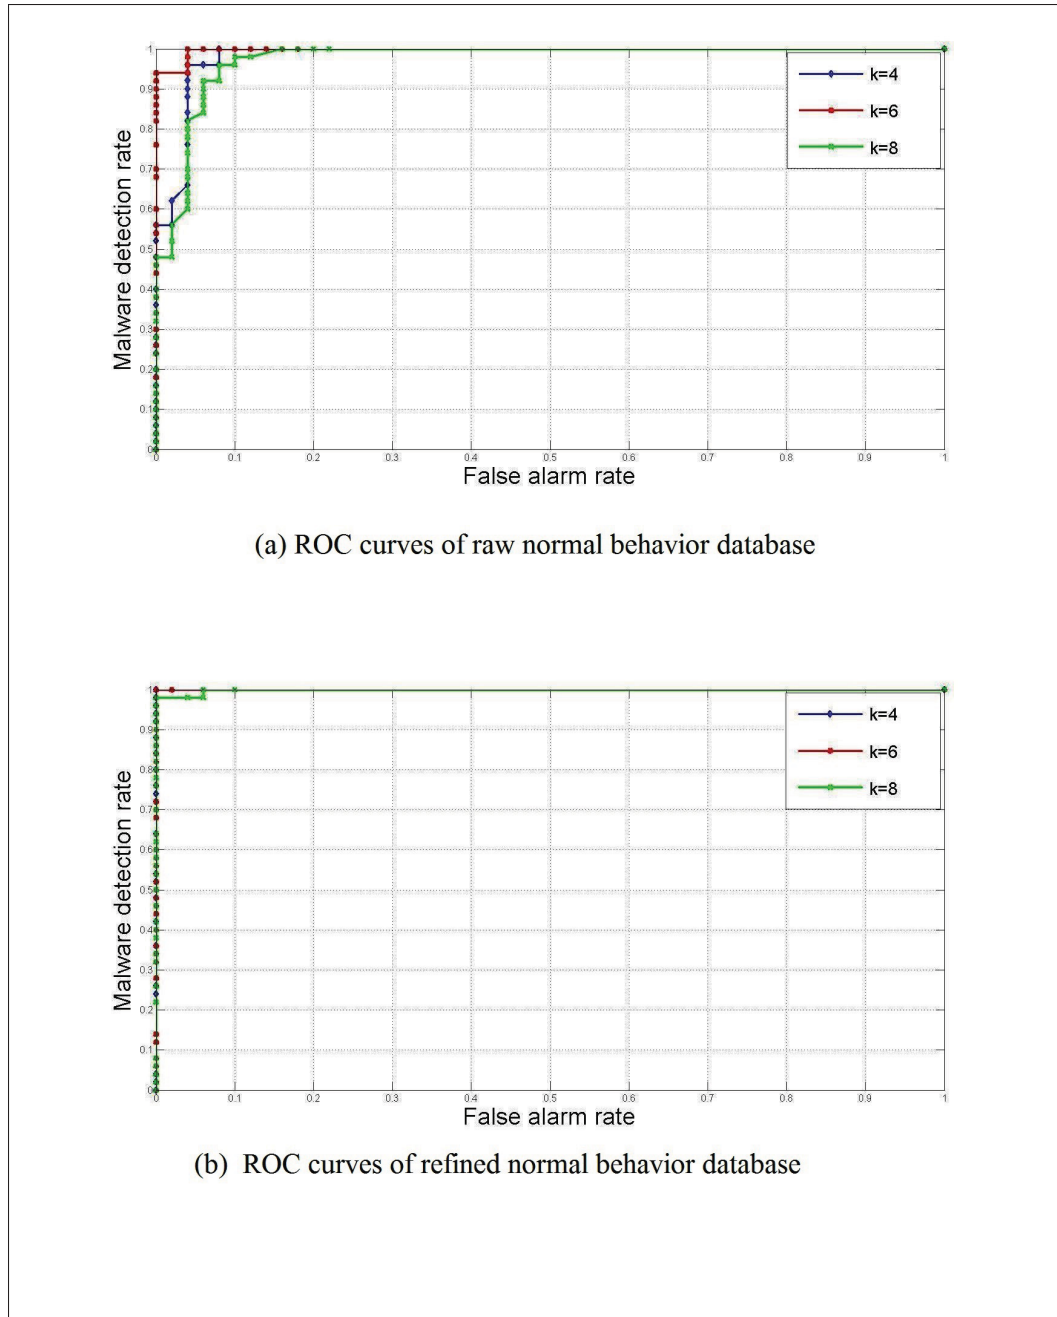 1
0.9
0.8
0.7
0.6
0.5
0.4
0.3
0.2
0.1
0
Malware detection rate
k=4
k=6
k=8
0 0.1 0.2 0.3 0.4 0.5 0.6 0.7 0.8 0.9 1
False alarm rate
(a) ROC curves of raw normal behavior database
1
0.9
0.8
0.7
0.6
0.5
0.4
0.3
0.2
0.1
0
Malware detection rate
k=4
k=6
k=8
0 0.1 0.2 0.3 0.4 0.5 0.6 0.7 0.8 0.9 1
False alarm rate
(b) ROC curves of refined normal behavior database